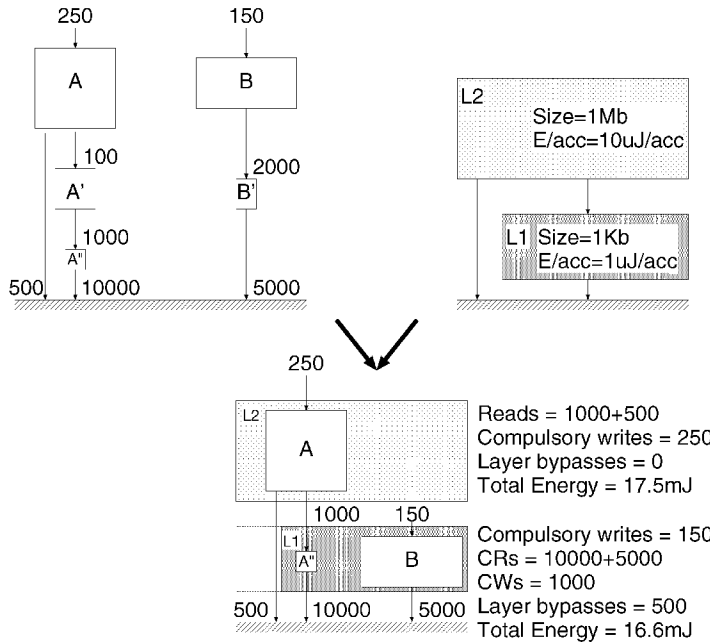 250
150
A
B
100
2000
A'
B'
1000
A"
500
10000
5000
L2
Size=1Mb
E/acc=10uJ/acc
L1
Size=1Kb
E/acc=1uJ/acc
250
L2
A
Reads = 1000+500
Compulsory writes = 250
Layer bypasses = 0
Total Energy = 17.5mJ
1000
150
L1
A"
B
Compulsory writes = 150
CRs = 10000+5000
CWs = 1000
Layer bypasses = 500
Total Energy = 16.6mJ
500
10000
5000